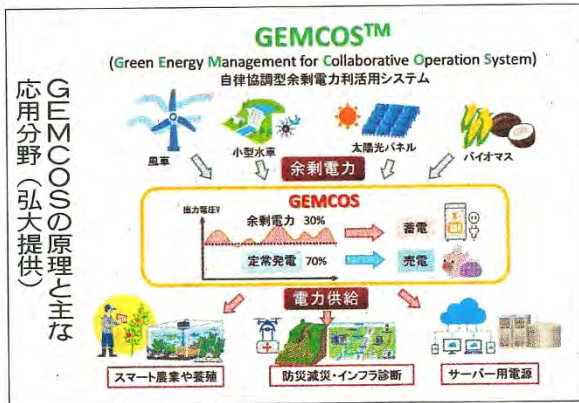 GEMCOSの原理と主な
応用分野（弘大提供）
GEMCOS™
(Green Energy Management for Collaborative Operation System)
自律協調型余剰電力利活用システム
風車
小型水車
太陽光パネル
バイオマス
余剰電力
GEMCOS
出力電圧V
余剰電力 30%
蓄電
定常発電 70%
売電
電力供給
スマート農業や養殖
防災減災・インフラ診断
サーバー用電源